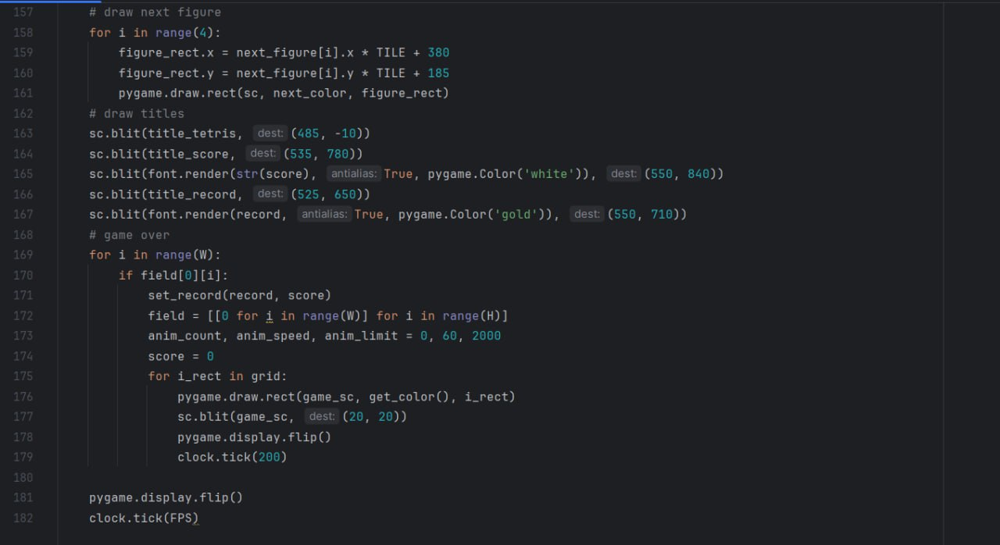 157 # draw next figure
158 for i in range(4):
159 figure_rect.x = next_figure[i].x * TILE + 380
160 figure_rect.y = next_figure[i].y * TILE + 185
161 pygame.draw.rect(sc, next_color, figure_rect)
162 # draw titles
163 sc.blit(title_tetris, dest: (485, -10))
164 sc.blit(title_score, dest: (535, 780))
165 sc.blit(font.render(str(score), antialias: True, pygame.Color('white')), dest: (550, 840))
166 sc.blit(title_record, dest: (525, 650))
167 sc.blit(font.render(record, antialias: True, pygame.Color('gold')), dest: (550, 710))
168 # game over
169 for i in range(W):
170 if field[0][i]:
171 set_record(record, score)
172 field = [[0 for i in range(W)] for i in range(H)]
173 anim_count, anim_speed, anim_limit = 0, 60, 2000
174 score = 0
175 for i_rect in grid:
176 pygame.draw.rect(game_sc, get_color(), i_rect)
177 sc.blit(game_sc, dest: (20, 20))
178 pygame.display.flip()
179 clock.tick(200)
180
181 pygame.display.flip()
182 clock.tick(FPS)